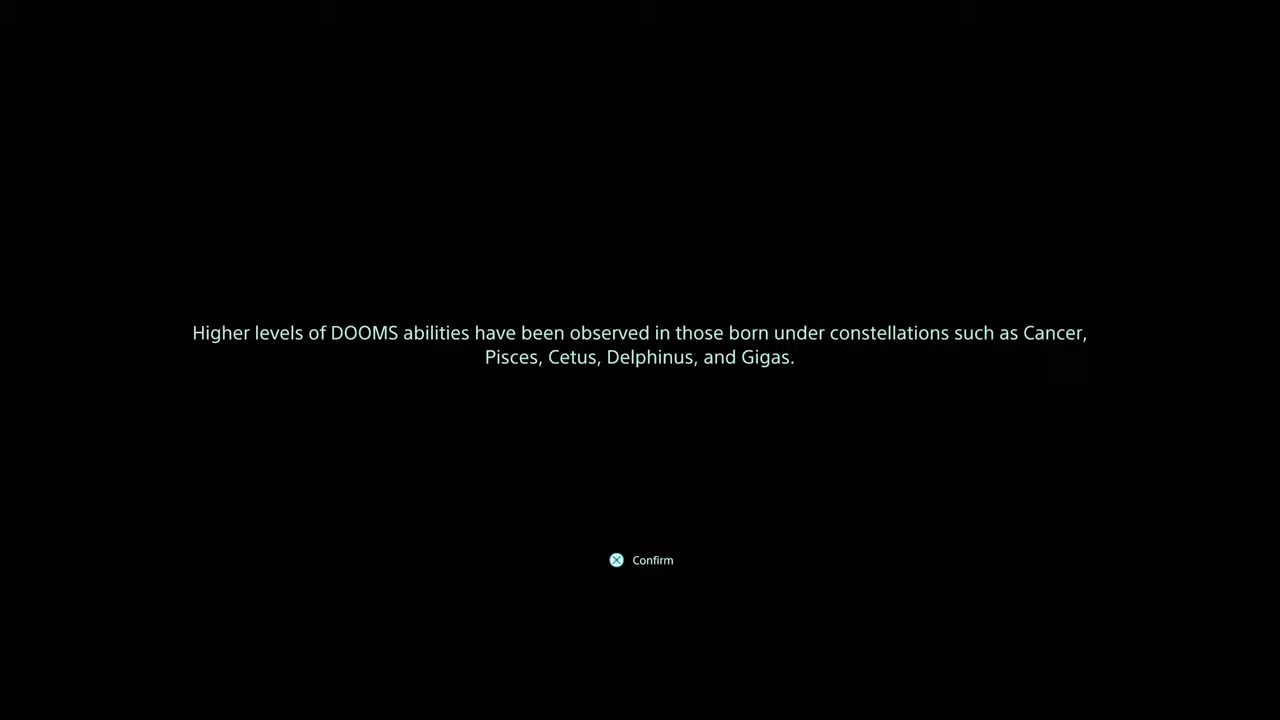 Higher levels of DOOMS abilities have been observed in those born under constellations such as Cancer,
Pisces, Cetus, Delphinus, and Gigas.
Confirm